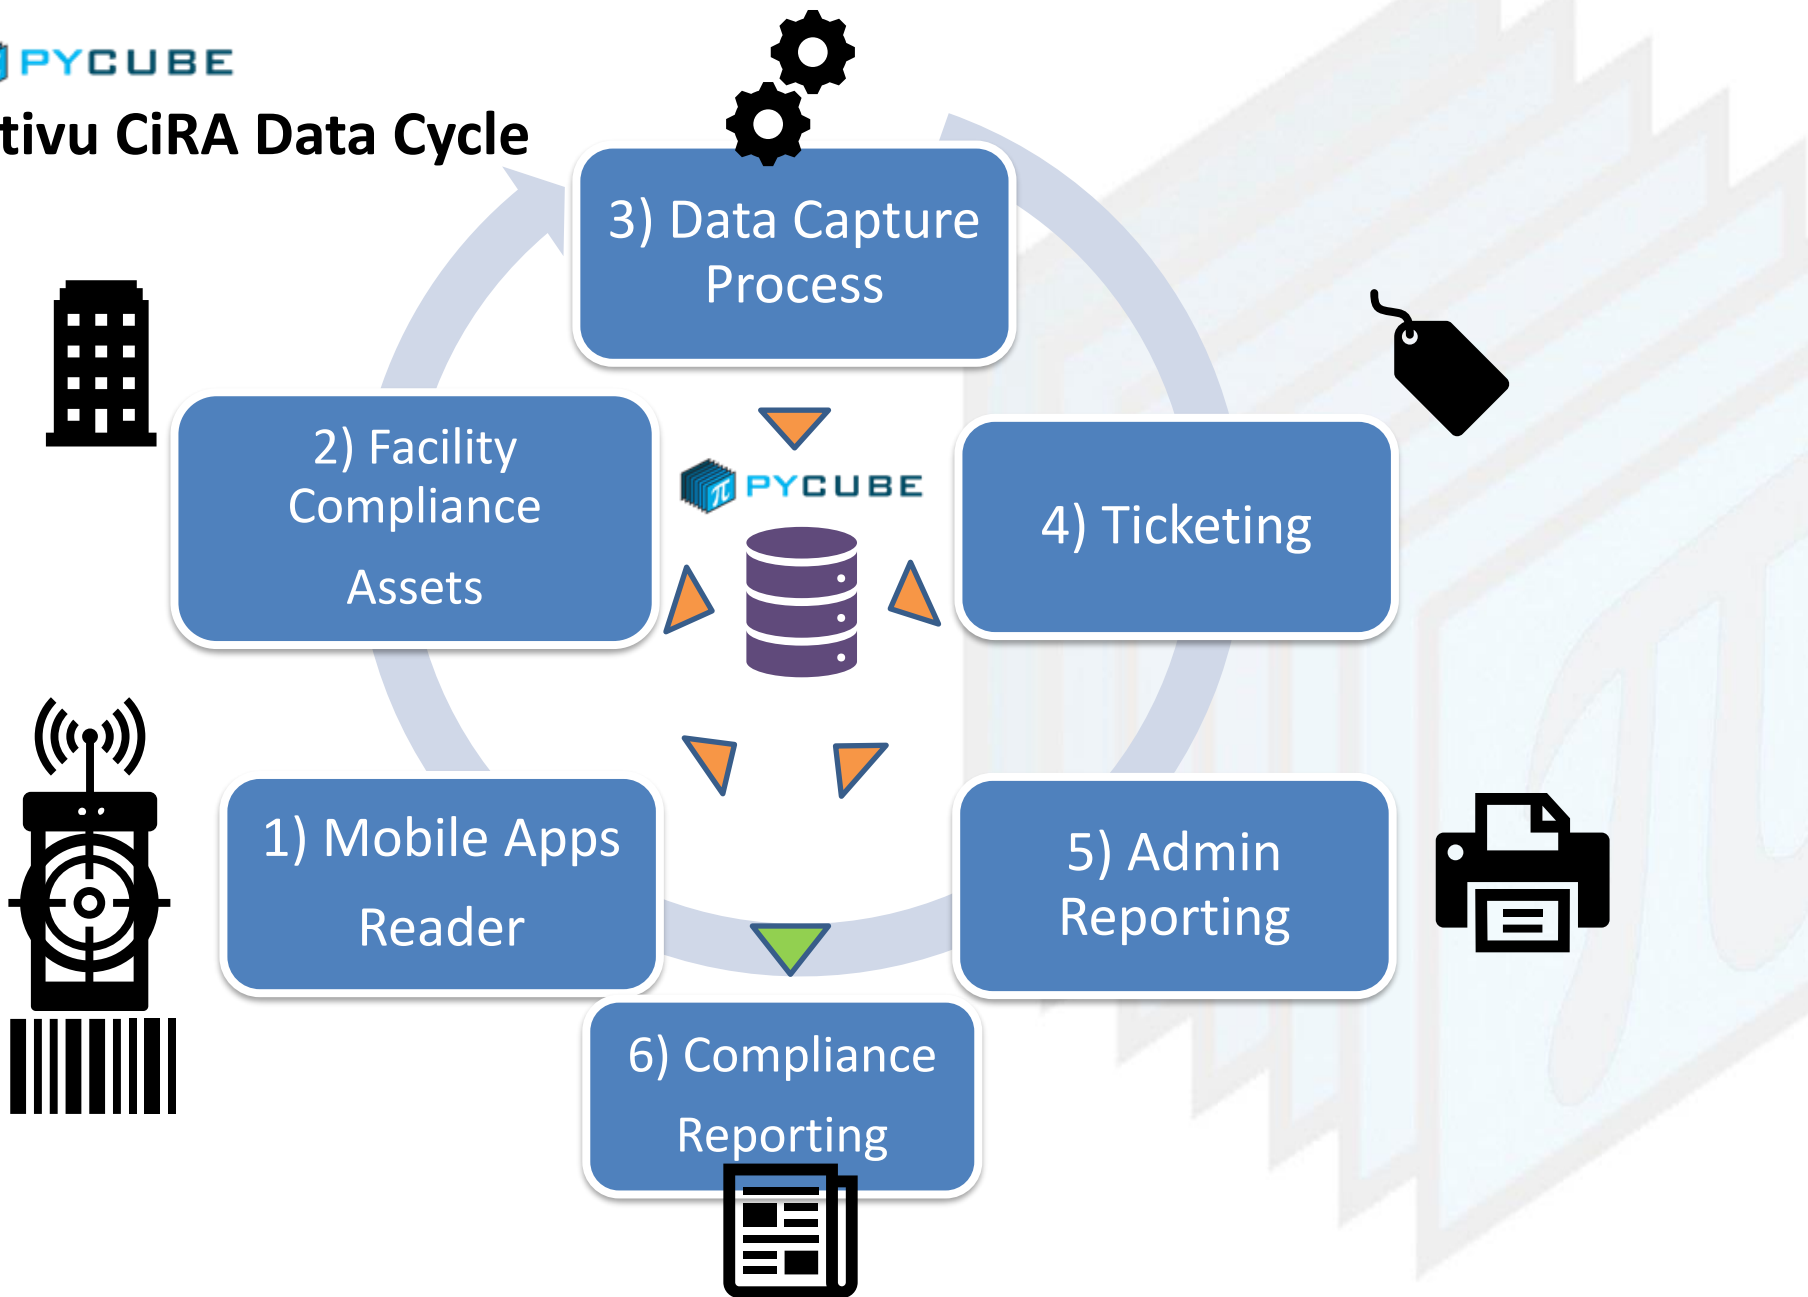 PYCUBE
tivu CiRA Data Cycle
3) Data Capture
Process
2) Facility
Compliance
Assets
PYCUBE
4) Ticketing
1) Mobile Apps
Reader
5) Admin
Reporting
6) Compliance
Reporting